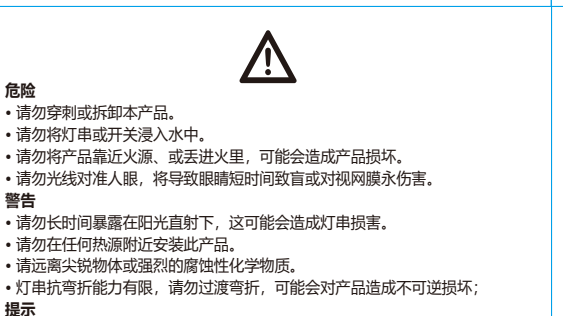 危险
• 请勿穿刺或拆卸本产品。
• 请勿将灯串或开关浸入水中。
• 请勿将产品靠近火源、或丢进火里，可能会造成产品损坏。
• 请勿光线对准人眼，将导致眼睛短时间致盲或对视网膜永伤害。
警告
• 请勿长时间暴露在阳光直射下，这可能会造成灯串损害。
• 请勿在任何热源附近安装此产品。
• 请远离尖锐物体或强烈的腐蚀性化学物质。
• 灯串抗弯折能力有限，请勿过渡弯折，可能会对产品造成不可逆损坏；
提示